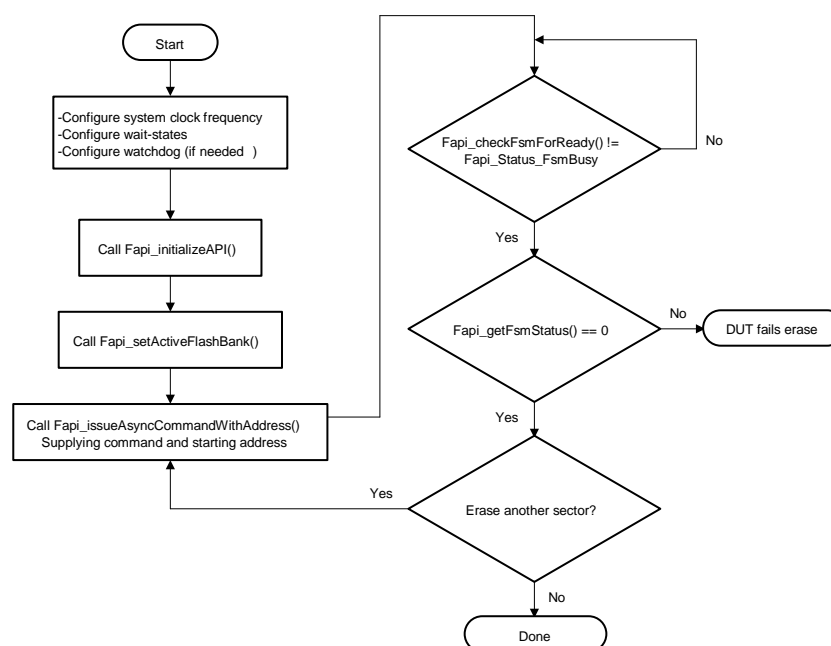 Start
-Configure system clock frequency
-Configure wait-states
-Configure watchdog (if needed )
Call Fapi_initializeAPI()
Call Fapi_setActiveFlashBank()
Call Fapi_issueAsyncCommandWithAddress()
Supplying command and starting address
Fapi_checkFsmForReady() !=
Fapi_Status_FsmBusy
No
Yes
Fapi_getFsmStatus() == 0
No
DUT fails erase
Yes
Erase another sector?
Yes
No
Done